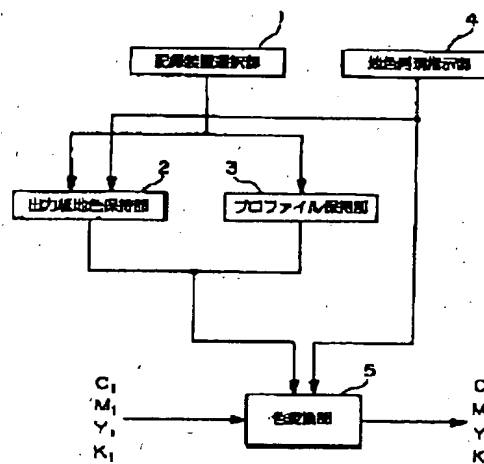 1
4
記録装置選択部
地色再現指示部
2
3
出力紙地色保持部
プロファイル保持部
5
色変換部
C₁
M₁
Y₁
K₁
C
M
Y
K